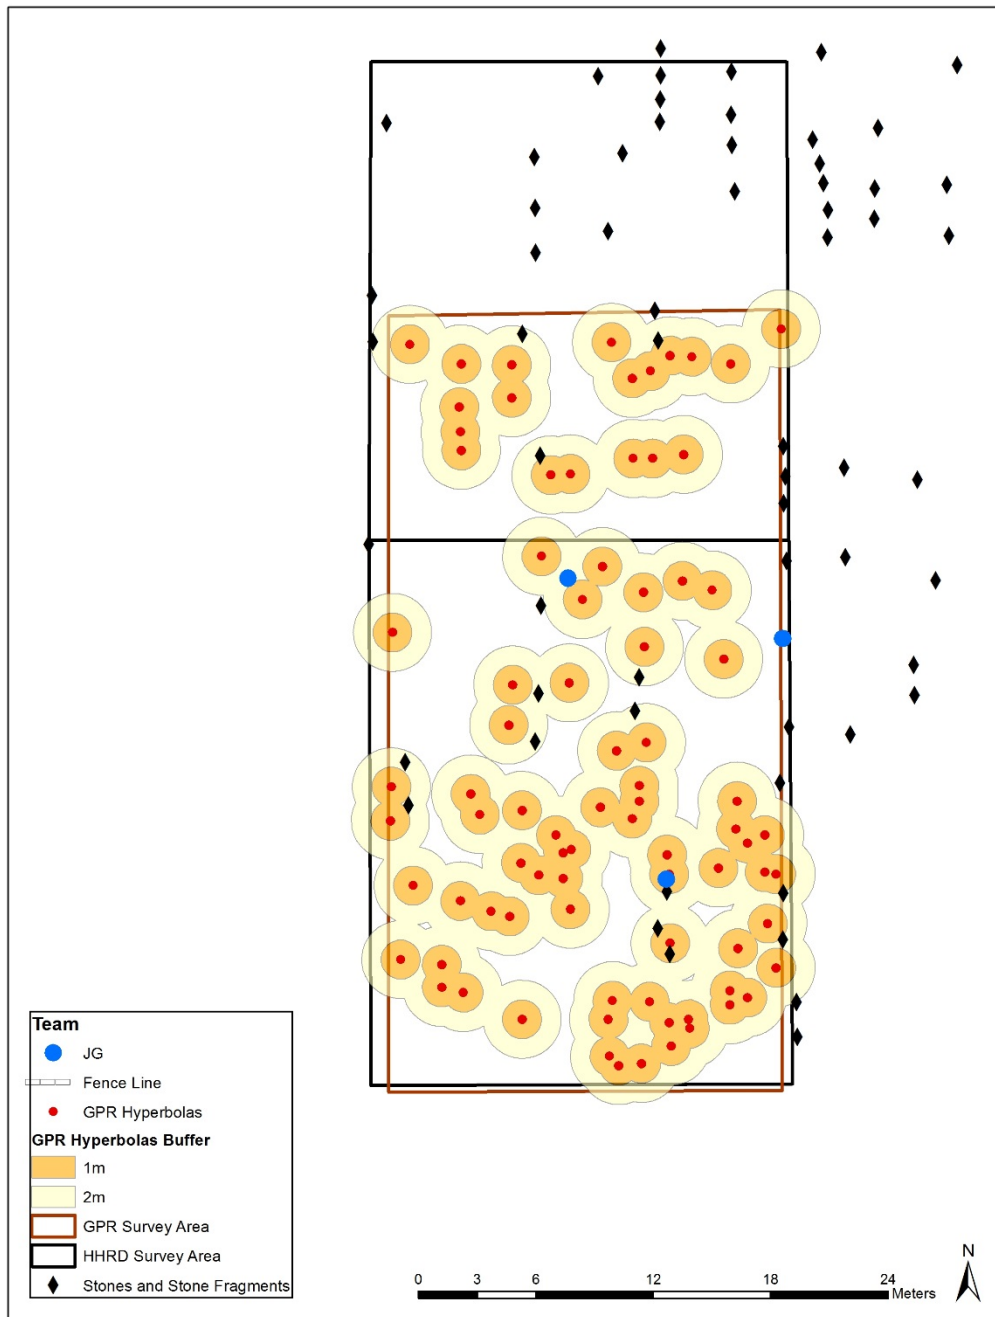 Team
JG
Fence Line
GPR Hyperbolas
GPR Hyperbolas Buffer
1m
2m
GPR Survey Area
HHRD Survey Area
Stones and Stone Fragments
0 3 6 12 18 24
Meters
N